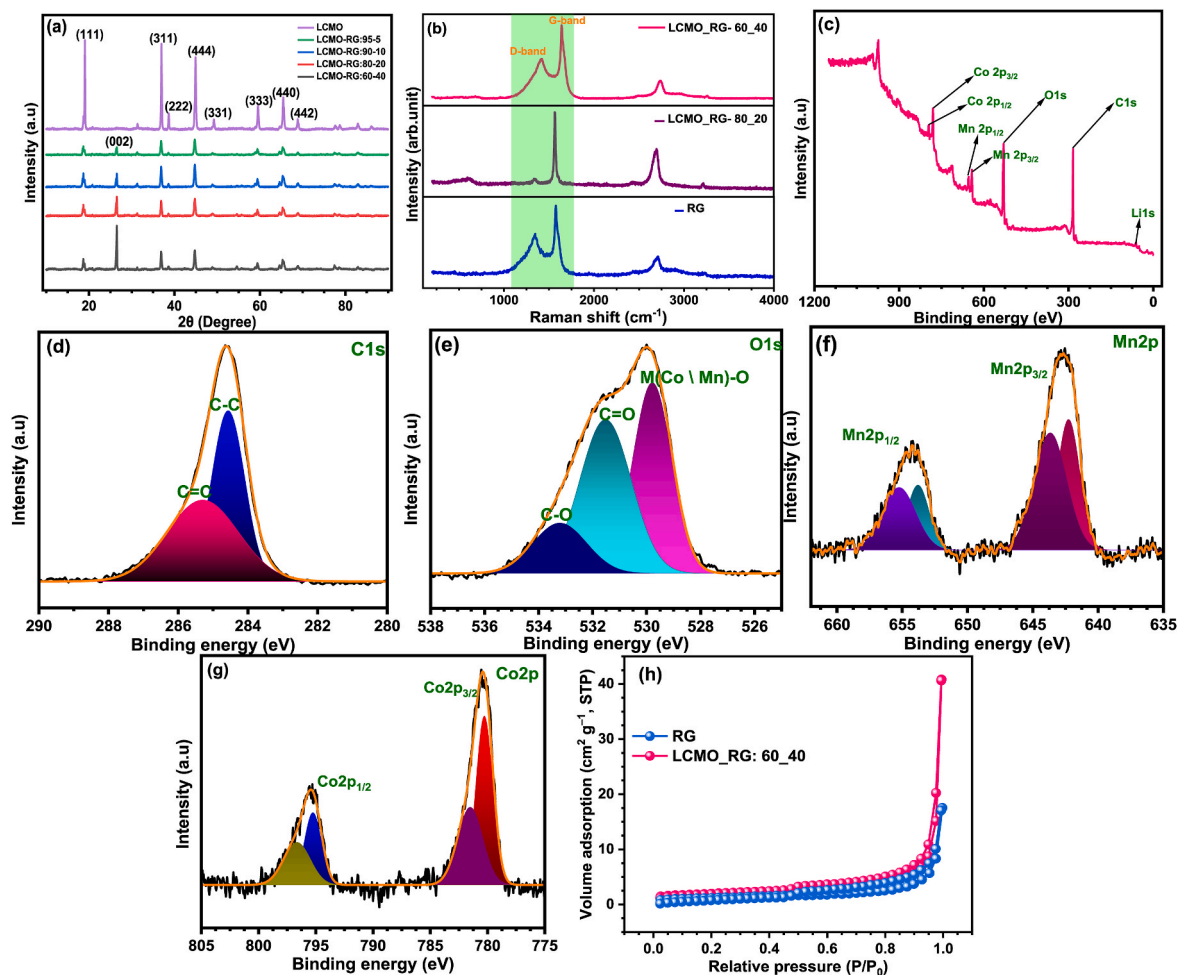 (a)
LCMO
LCMO-RG:95-5
LCMO-RG:90-10
LCMO-RG:80-20
LCMO-RG:60-40
(111)
(311)
(444)
(222)
(331)
(333)
(440)
(442)
(002)
Intensity (a.u)
20 40 60 80
2θ (Degree)
(b)
G-band
D-band
LCMO_RG- 60_40
LCMO_RG- 80_20
RG
Intensity (arb.unit)
1000 2000 3000 4000
Raman shift (cm⁻¹)
(c)
Co 2p3/2
Co 2p1/2
Mn 2p1/2
Mn 2p3/2
O1s
C1s
Li1s
Intensity (a.u)
1150 900 600 300 0
Binding energy (eV)
(d)
C1s
C-C
C=O
Intensity (a.u)
290 288 286 284 282 280
Binding energy (eV)
(e)
O1s
M(Co \ Mn)-O
C=O
C-O
Intensity (a.u)
538 536 534 532 530 528 526
Binding energy (eV)
(f)
Mn2p
Mn2p3/2
Mn2p1/2
Intensity (a.u)
660 655 650 645 640 635
Binding energy (eV)
(g)
Co2p
Co2p3/2
Co2p1/2
Intensity (a.u)
805 800 795 790 785 780 775
Binding energy (eV)
(h)
RG
LCMO_RG: 60_40
Volume adsorption (cm² g⁻¹, STP)
40
30
20
10
0
0.0 0.2 0.4 0.6 0.8 1.0
Relative pressure (P/P0)